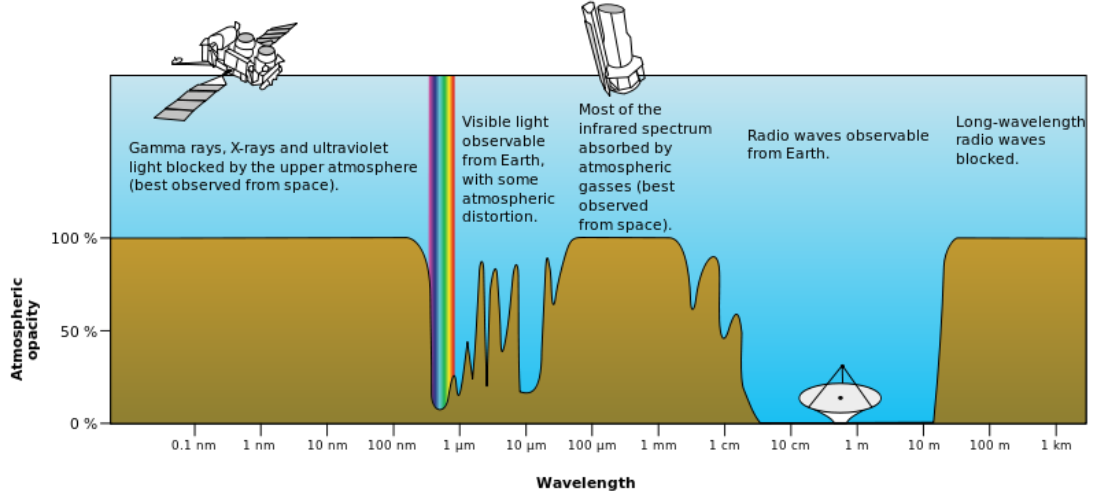 Gamma rays, X-rays and ultraviolet
light blocked by the upper atmosphere
(best observed from space).
Visible light
observable
from Earth,
with some
atmospheric
distortion.
Most of the
infrared spectrum
absorbed by
atmospheric
gasses (best
observed
from space).
Radio waves observable
from Earth.
Long-wavelength
radio waves
blocked.
Atmospheric
opacity
100 %
50 %
0 %
0.1 nm
1 nm
10 nm
100 nm
1 μm
10 μm
100 μm
1 mm
1 cm
10 cm
1 m
10 m
100 m
1 km
Wavelength